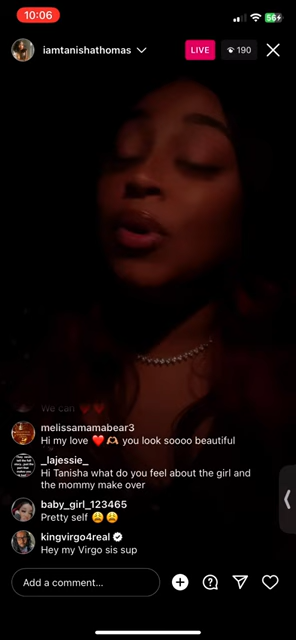 10:06
56
iamtanishathomas
LIVE
190
We can ❤️❤️
melissamamabear3
Hi my love ❤️🫶🏽 you look soooo beautiful
_lajessie_
Hi Tanisha what do you feel about the girl and
the mommy make over
baby_girl_123465
Pretty self 😩😩
kingvirgo4real
Hey my Virgo sis sup
Add a comment...